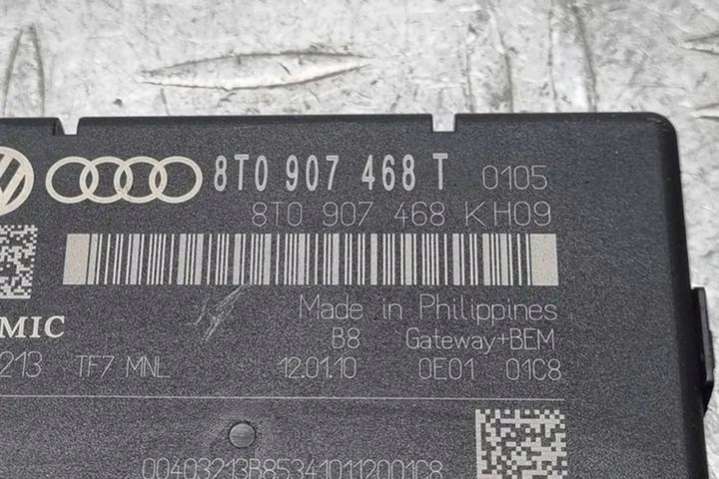 8T0 907 468 T 0105
8T0 907 468 K H09
Made in Philippines
MIC B8 Gateway+BEM
213 TF7 MNL 12.01.10 0E01 01C8
00403213B853410112001C8